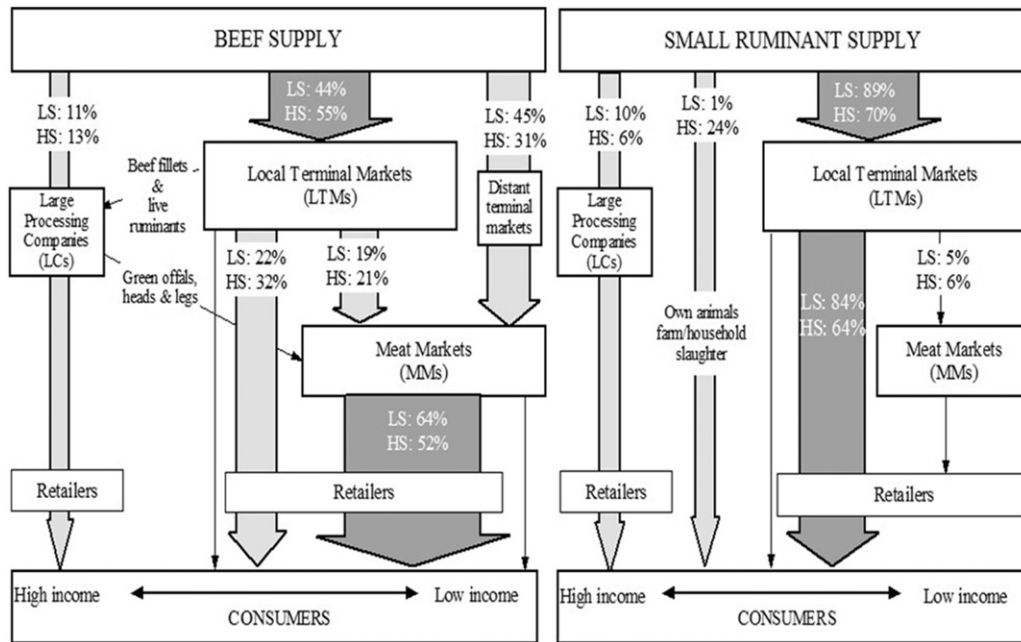 BEEF SUPPLY
LS: 11%
HS: 13%
LS: 44%
HS: 55%
LS: 45%
HS: 31%
Beef fillets
&
live
ruminants
Local Terminal Markets
(LTMs)
Distant
terminal
markets
Large
Processing
Companies
(LCs)
Green offals,
heads & legs
LS: 22%
HS: 32%
LS: 19%
HS: 21%
Meat Markets
(MMs)
LS: 64%
HS: 52%
Retailers
Retailers
High income
Low income
CONSUMERS
SMALL RUMINANT SUPPLY
LS: 10%
HS: 6%
LS: 1%
HS: 24%
LS: 89%
HS: 70%
Local Terminal Markets
(LTMs)
Large
Processing
Companies
(LCs)
LS: 5%
HS: 6%
Own animals
farm/household
slaughter
LS: 84%
HS: 64%
Meat Markets
(MMs)
Retailers
Retailers
High income
Low income
CONSUMERS